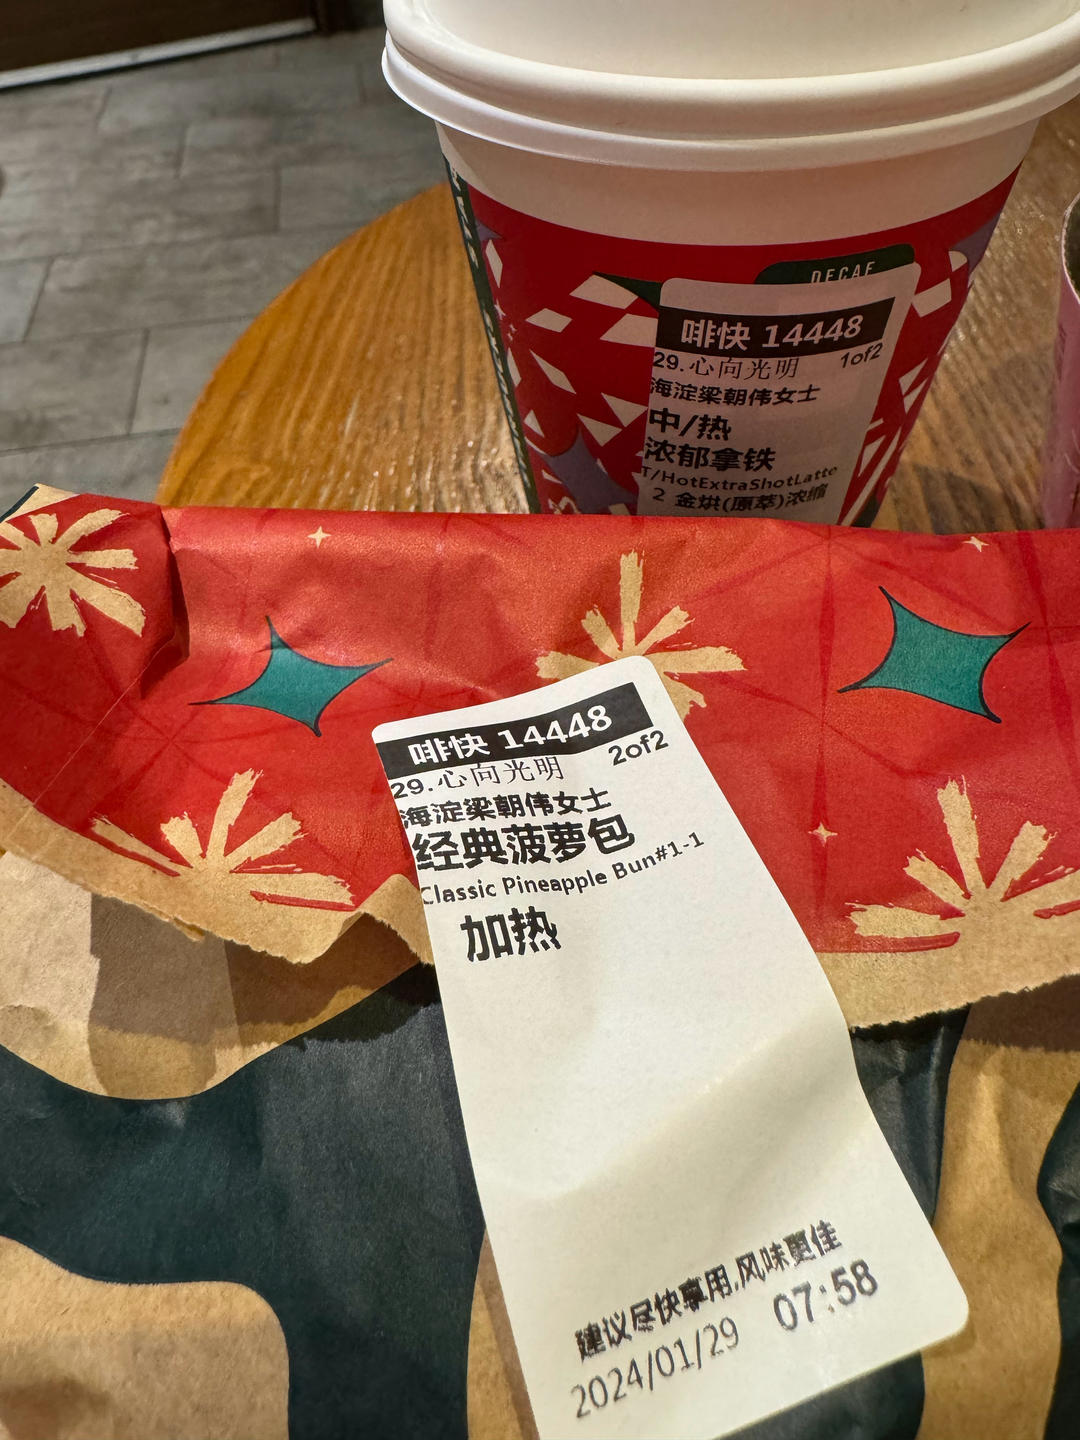 DECAF
啡快 14448
29.心向光明 1of2
海淀梁朝伟女士
中/热
浓郁拿铁
T/HotExtraShotLatte
2 金烘(原萃)浓缩
啡快 14448
29.心向光明 2of2
海淀梁朝伟女士
经典菠萝包
Classic Pineapple Bun#1-1
加热
建议尽快享用,风味更佳
2024/01/29 07:58